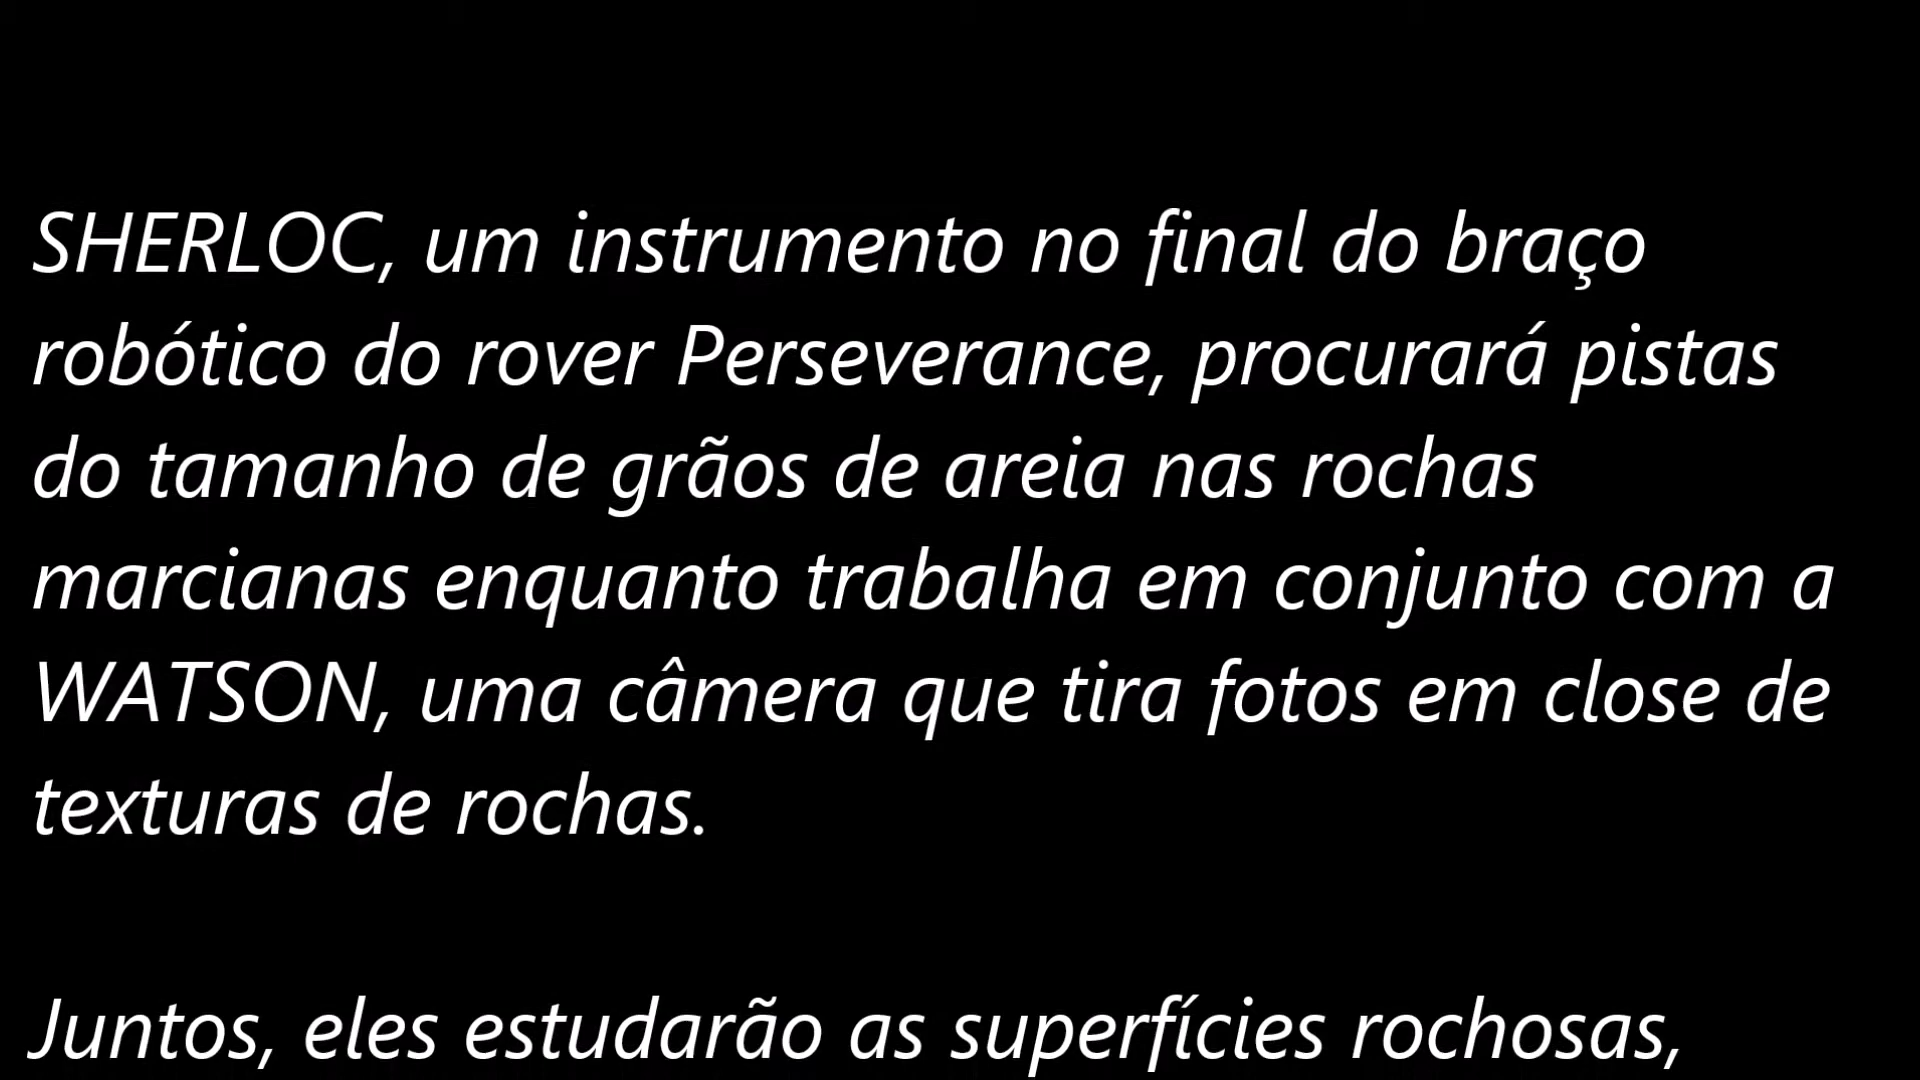 SHERLOC, um instrumento no final do braço
robótico do rover Perseverance, procurará pistas
do tamanho de grãos de areia nas rochas
marcianas enquanto trabalha em conjunto com a
WATSON, uma câmera que tira fotos em close de
texturas de rochas.
Juntos, eles estudarão as superfícies rochosas,